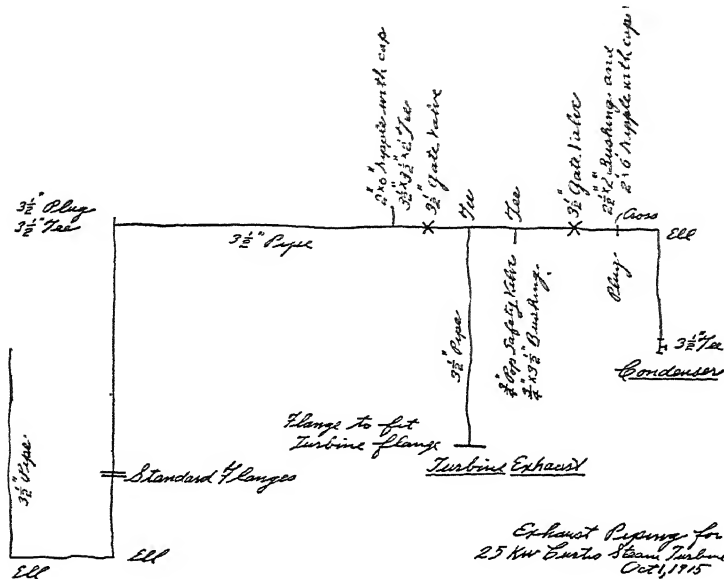 2"x6" Nipple with cap
3½"x3½"x2" Tee
3½" Gate Valve
Tee
Tee
3½" Gate Valve
2½"x2" Bushing and
2"x6" Nipple with cap
Cross
3½" Plug
3½" Tee
3½" Pipe
Ell
Plug
3½" Pipe
¾" Pop Safety Valve
¾"x3½" Bushing
3½" Tee
Condenser
Flange to fit
Turbine flange
Turbine Exhaust
3½" Pipe
Standard Flanges
Ell
Ell
Exhaust Piping for
25 KW Curtis Steam Turbine
Oct 1, 1915